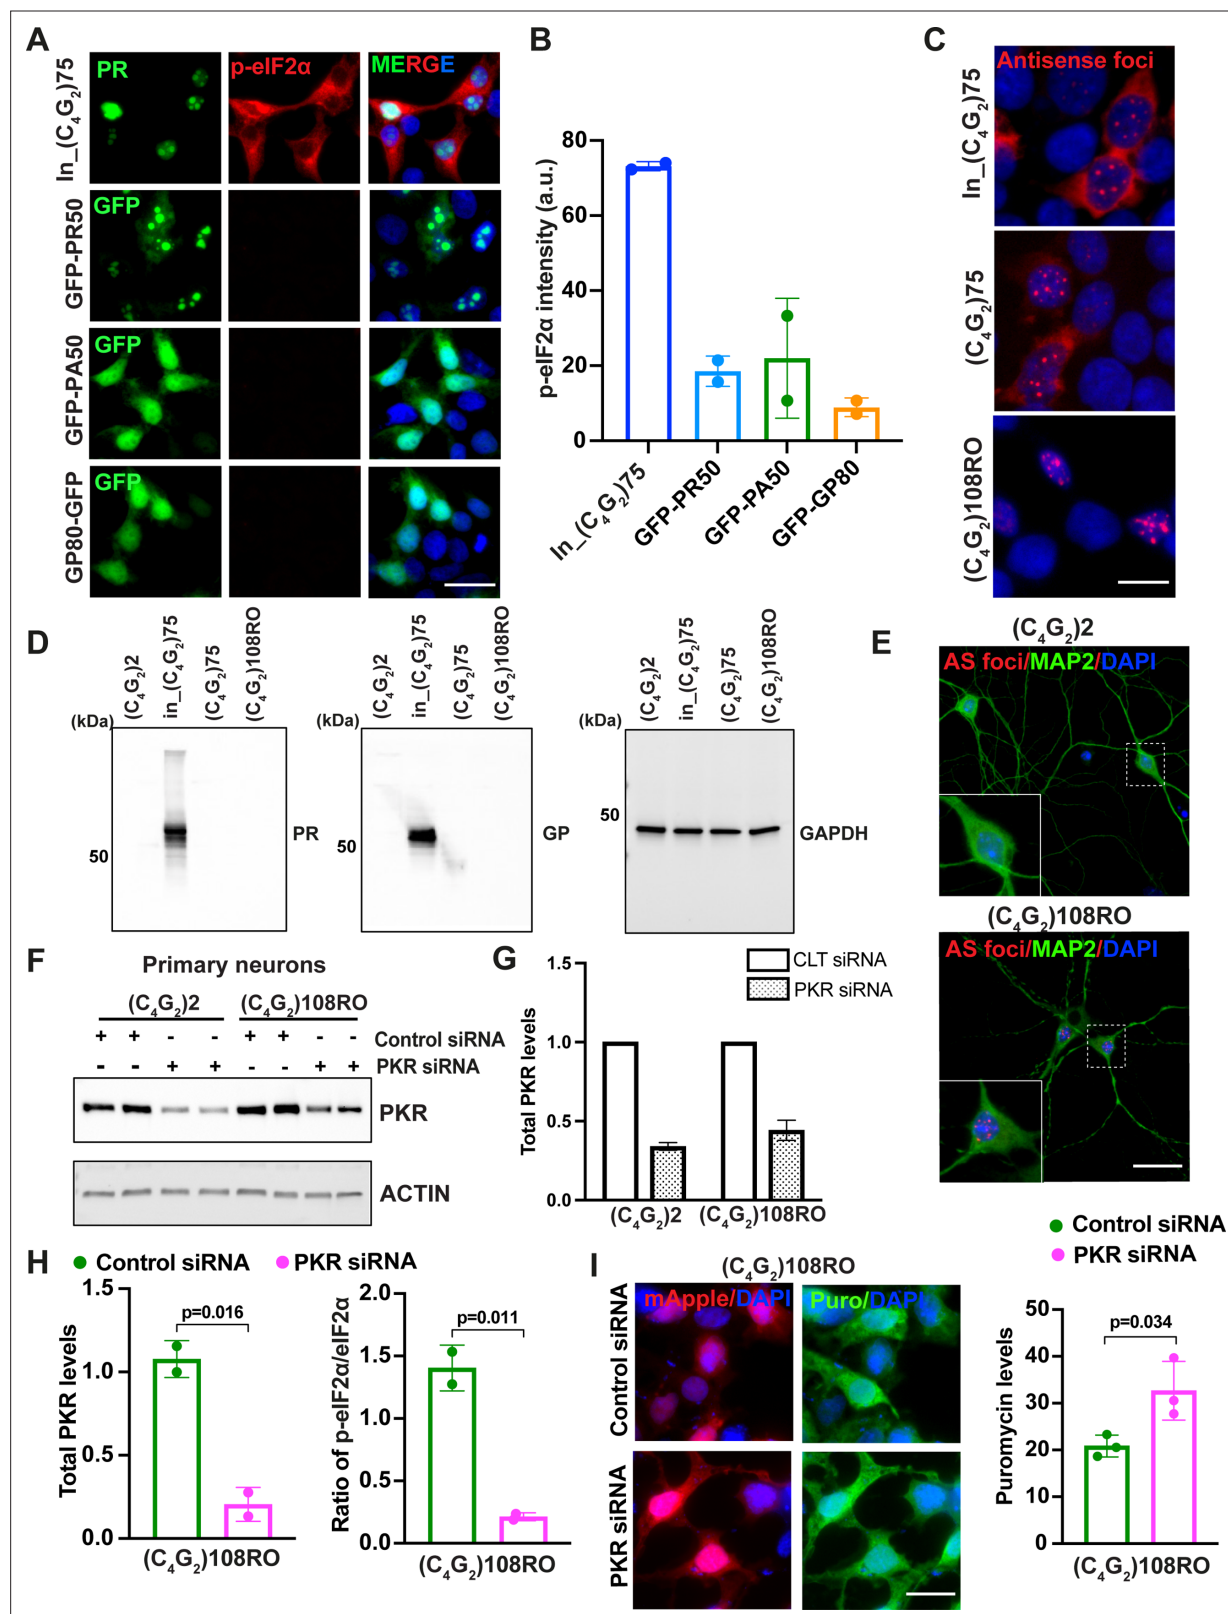 A
In_(C₄G₂)75
PR
p-eIF2α
MERGE
GFP-PR50
GFP
GFP-PA50
GFP
GP80-GFP
GFP
B
p-eIF2α intensity (a.u.)
80
60
40
20
0
In_(C₄G₂)75
GFP-PR50
GFP-PA50
GFP-GP80
C
Antisense foci
In_(C₄G₂)75
(C₄G₂)75
(C₄G₂)108RO
D
(C₄G₂)2
in_(C₄G₂)75
(C₄G₂)75
(C₄G₂)108RO
(kDa)
50
PR
(C₄G₂)2
in_(C₄G₂)75
(C₄G₂)75
(C₄G₂)108RO
(kDa)
50
GP
(C₄G₂)2
in_(C₄G₂)75
(C₄G₂)75
(C₄G₂)108RO
(kDa)
50
GAPDH
E
(C₄G₂)2
AS foci/MAP2/DAPI
(C₄G₂)108RO
AS foci/MAP2/DAPI
F
Primary neurons
(C₄G₂)2 (C₄G₂)108RO
+ + - - + + - - Control siRNA
- - + + - - + + PKR siRNA
PKR
ACTIN
G
CLT siRNA
PKR siRNA
Total PKR levels
1.5
1.0
0.5
0.0
(C₄G₂)2
(C₄G₂)108RO
H
Control siRNA
PKR siRNA
Total PKR levels
1.5
1.0
0.5
0.0
p=0.016
(C₄G₂)108RO
Ratio of p-eIF2α/eIF2α
2.0
1.5
1.0
0.5
0.0
p=0.011
(C₄G₂)108RO
I
(C₄G₂)108RO
Control siRNA
mApple/DAPI
Puro/DAPI
PKR siRNA
Control siRNA
PKR siRNA
Puromycin levels
50
40
30
20
10
0
p=0.034
(C₄G₂)108RO